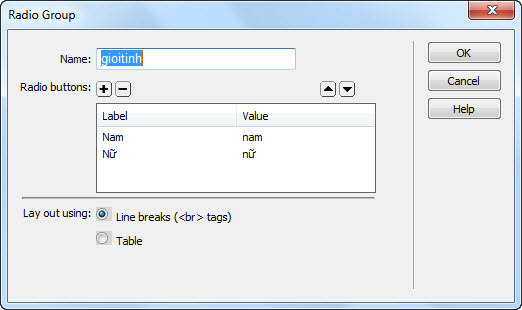 Radio Group
Name: gioitinh
OK
Radio buttons:
Cancel
Help
Label Value
Nam nam
Nữ nữ
Lay out using: Line breaks (<br> tags)
Table